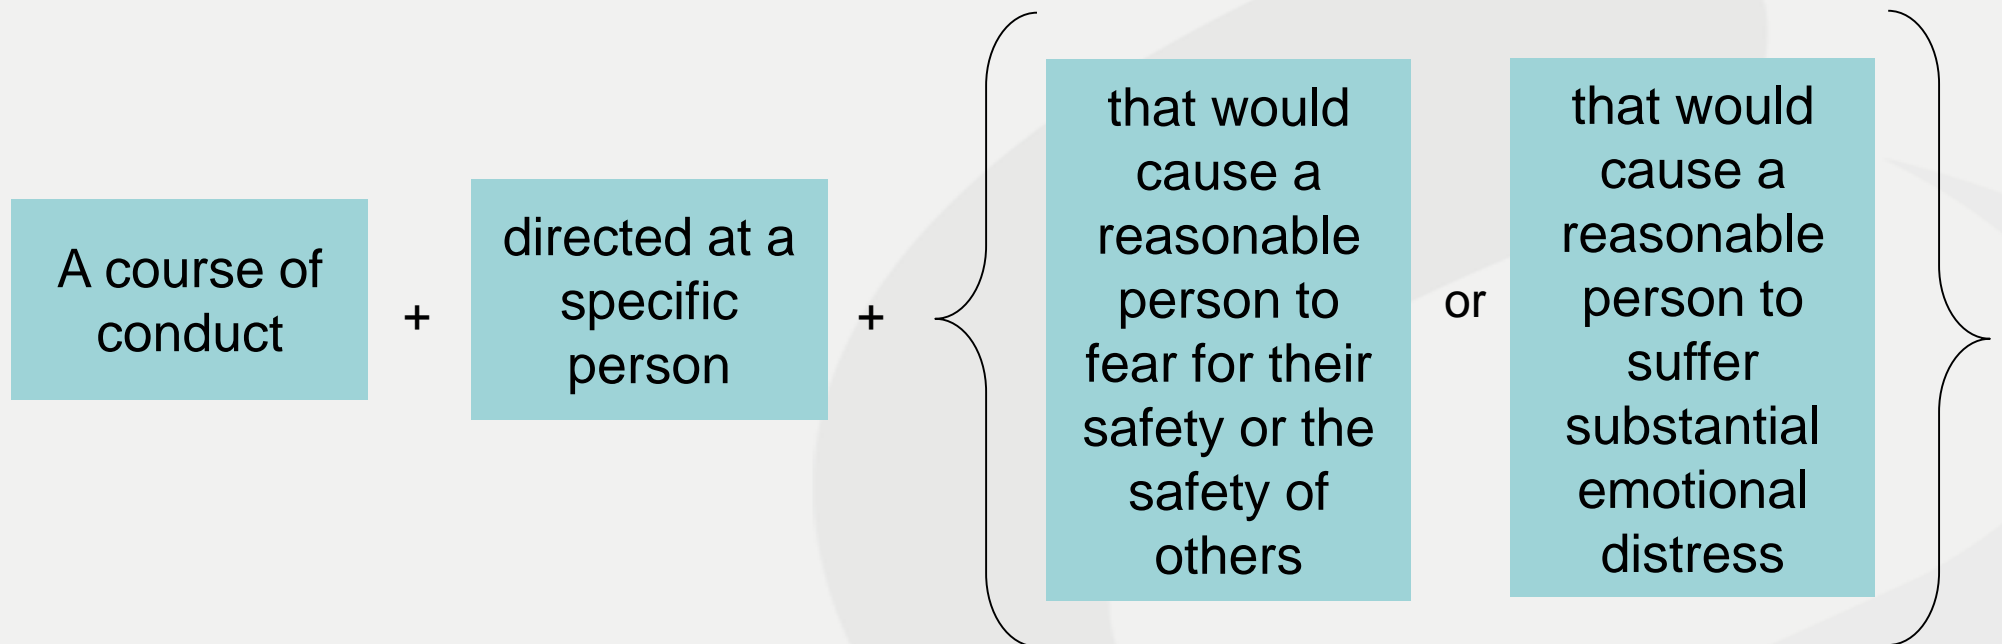 A course of
conduct
+
directed at a
specific
person
+
that would
cause a
reasonable
person to
fear for their
safety or the
safety of
others
or
that would
cause a
reasonable
person to
suffer
substantial
emotional
distress